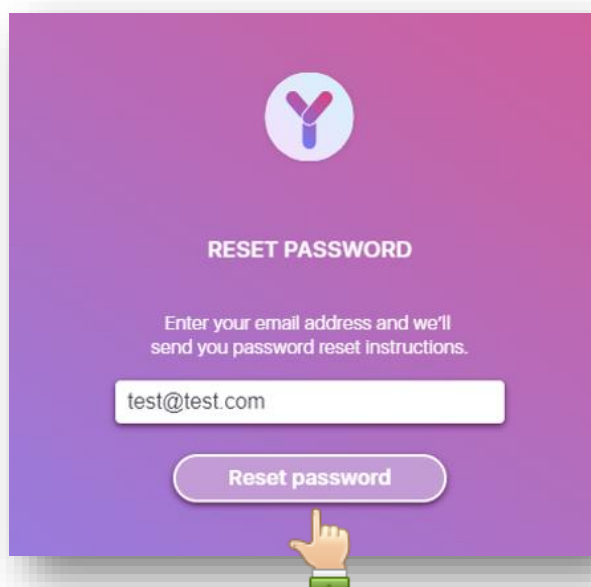 Y
RESET PASSWORD
Enter your email address and we'll
send you password reset instructions.
test@test.com
Reset password